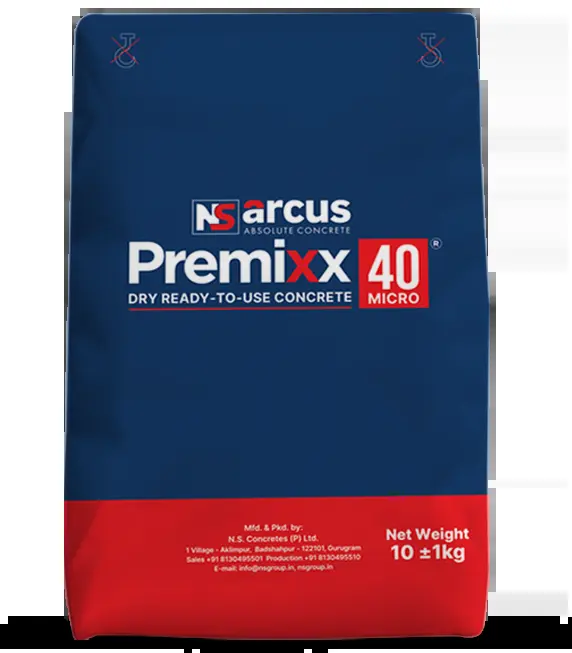 NS arcus
ABSOLUTE CONCRETE
Premixx 40 ®
DRY READY-TO-USE CONCRETE MICRO
Mfd. & Pkd. by:
N.S. Concretes (P) Ltd.
1 Village - Aklimpur, Badshahpur - 122101, Gurugram
Sales +91 8130495501 Production +91 8130495510
E-mail: info@nsgroup.in, nsgroup.in
Net Weight
10 ±1kg